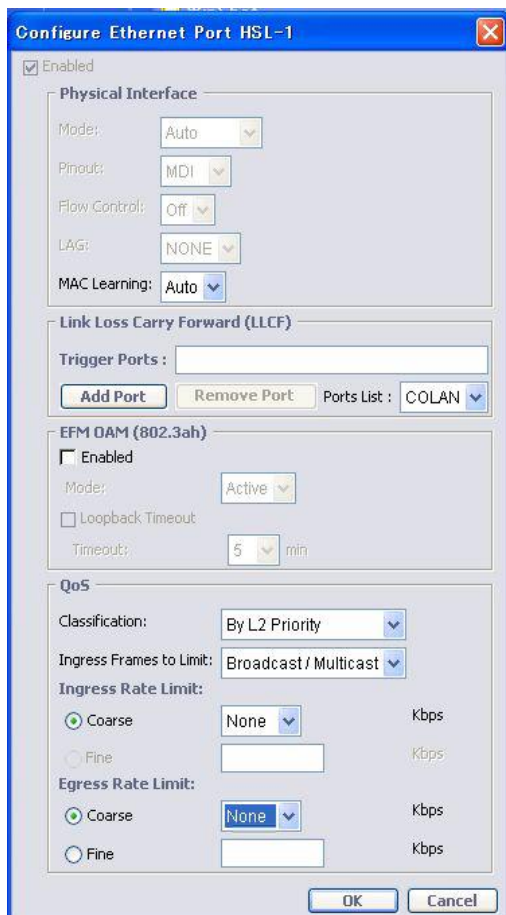 Configure Ethernet Port HSL-1
Enabled
Physical Interface
Mode: Auto
Pinout: MDI
Flow Control: Off
LAG: NONE
MAC Learning: Auto
Link Loss Carry Forward (LLCF)
Trigger Ports :
Add Port Remove Port Ports List : COLAN
EFM OAM (802.3ah)
Enabled
Mode: Active
Loopback Timeout
Timeout: 5 min
QoS
Classification: By L2 Priority
Ingress Frames to Limit: Broadcast / Multicast
Ingress Rate Limit:
Coarse None Kbps
Fine Kbps
Egress Rate Limit:
Coarse None Kbps
Fine Kbps
OK Cancel